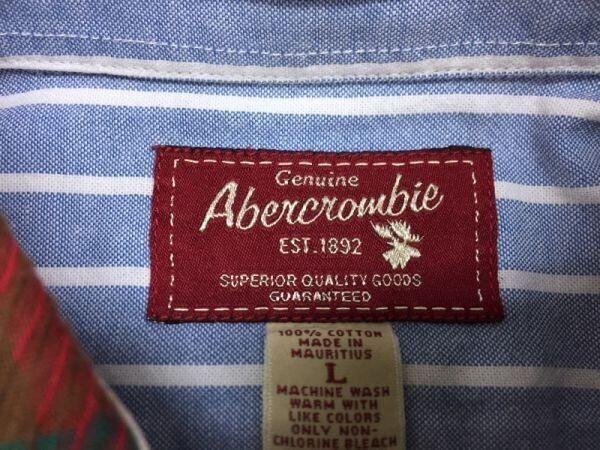 Genuine
Abercrombie
EST. 1892
SUPERIOR QUALITY GOODS
GUARANTEED
100% COTTON
MADE IN
MAURITIUS
L
MACHINE WASH
WARM WITH
LIKE COLORS
ONLY NON-
CHLORINE BLEACH